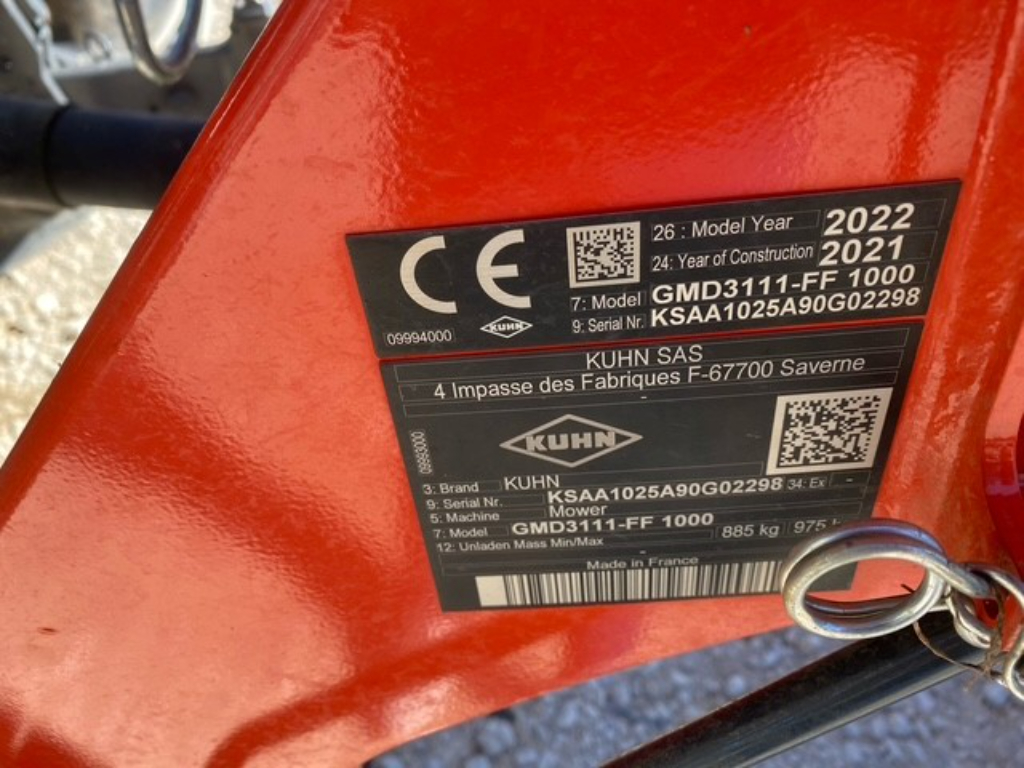 CE
26 : Model Year 2022
24: Year of Construction 2021
7: Model GMD3111-FF 1000
9: Serial Nr. KSAA1025A90G02298
09994000
KUHN
KUHN SAS
4 Impasse des Fabriques F-67700 Saverne
-
KUHN
09993000
3: Brand KUHN
9: Serial Nr. KSAA1025A90G02298 34: Ex -
5: Machine Mower
7: Model GMD3111-FF 1000
12: Unladen Mass Min/Max 885 kg 975
-
Made in France